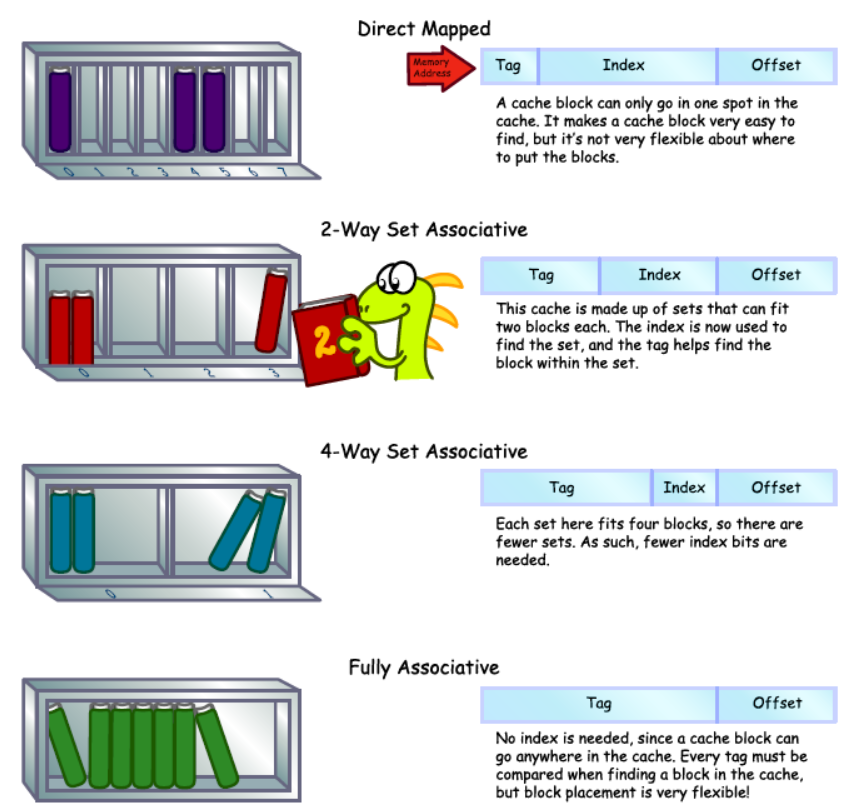 Direct Mapped
Memory
Address
Tag Index Offset
A cache block can only go in one spot in the
cache. It makes a cache block very easy to
find, but it's not very flexible about where
to put the blocks.
0 1 2 3 4 5 6 7
2-Way Set Associative
Tag Index Offset
2
This cache is made up of sets that can fit
two blocks each. The index is now used to
find the set, and the tag helps find the
block within the set.
0 1 2 3
4-Way Set Associative
Tag Index Offset
Each set here fits four blocks, so there are
fewer sets. As such, fewer index bits are
needed.
0 1
Fully Associative
Tag Offset
No index is needed, since a cache block can
go anywhere in the cache. Every tag must be
compared when finding a block in the cache,
but block placement is very flexible!